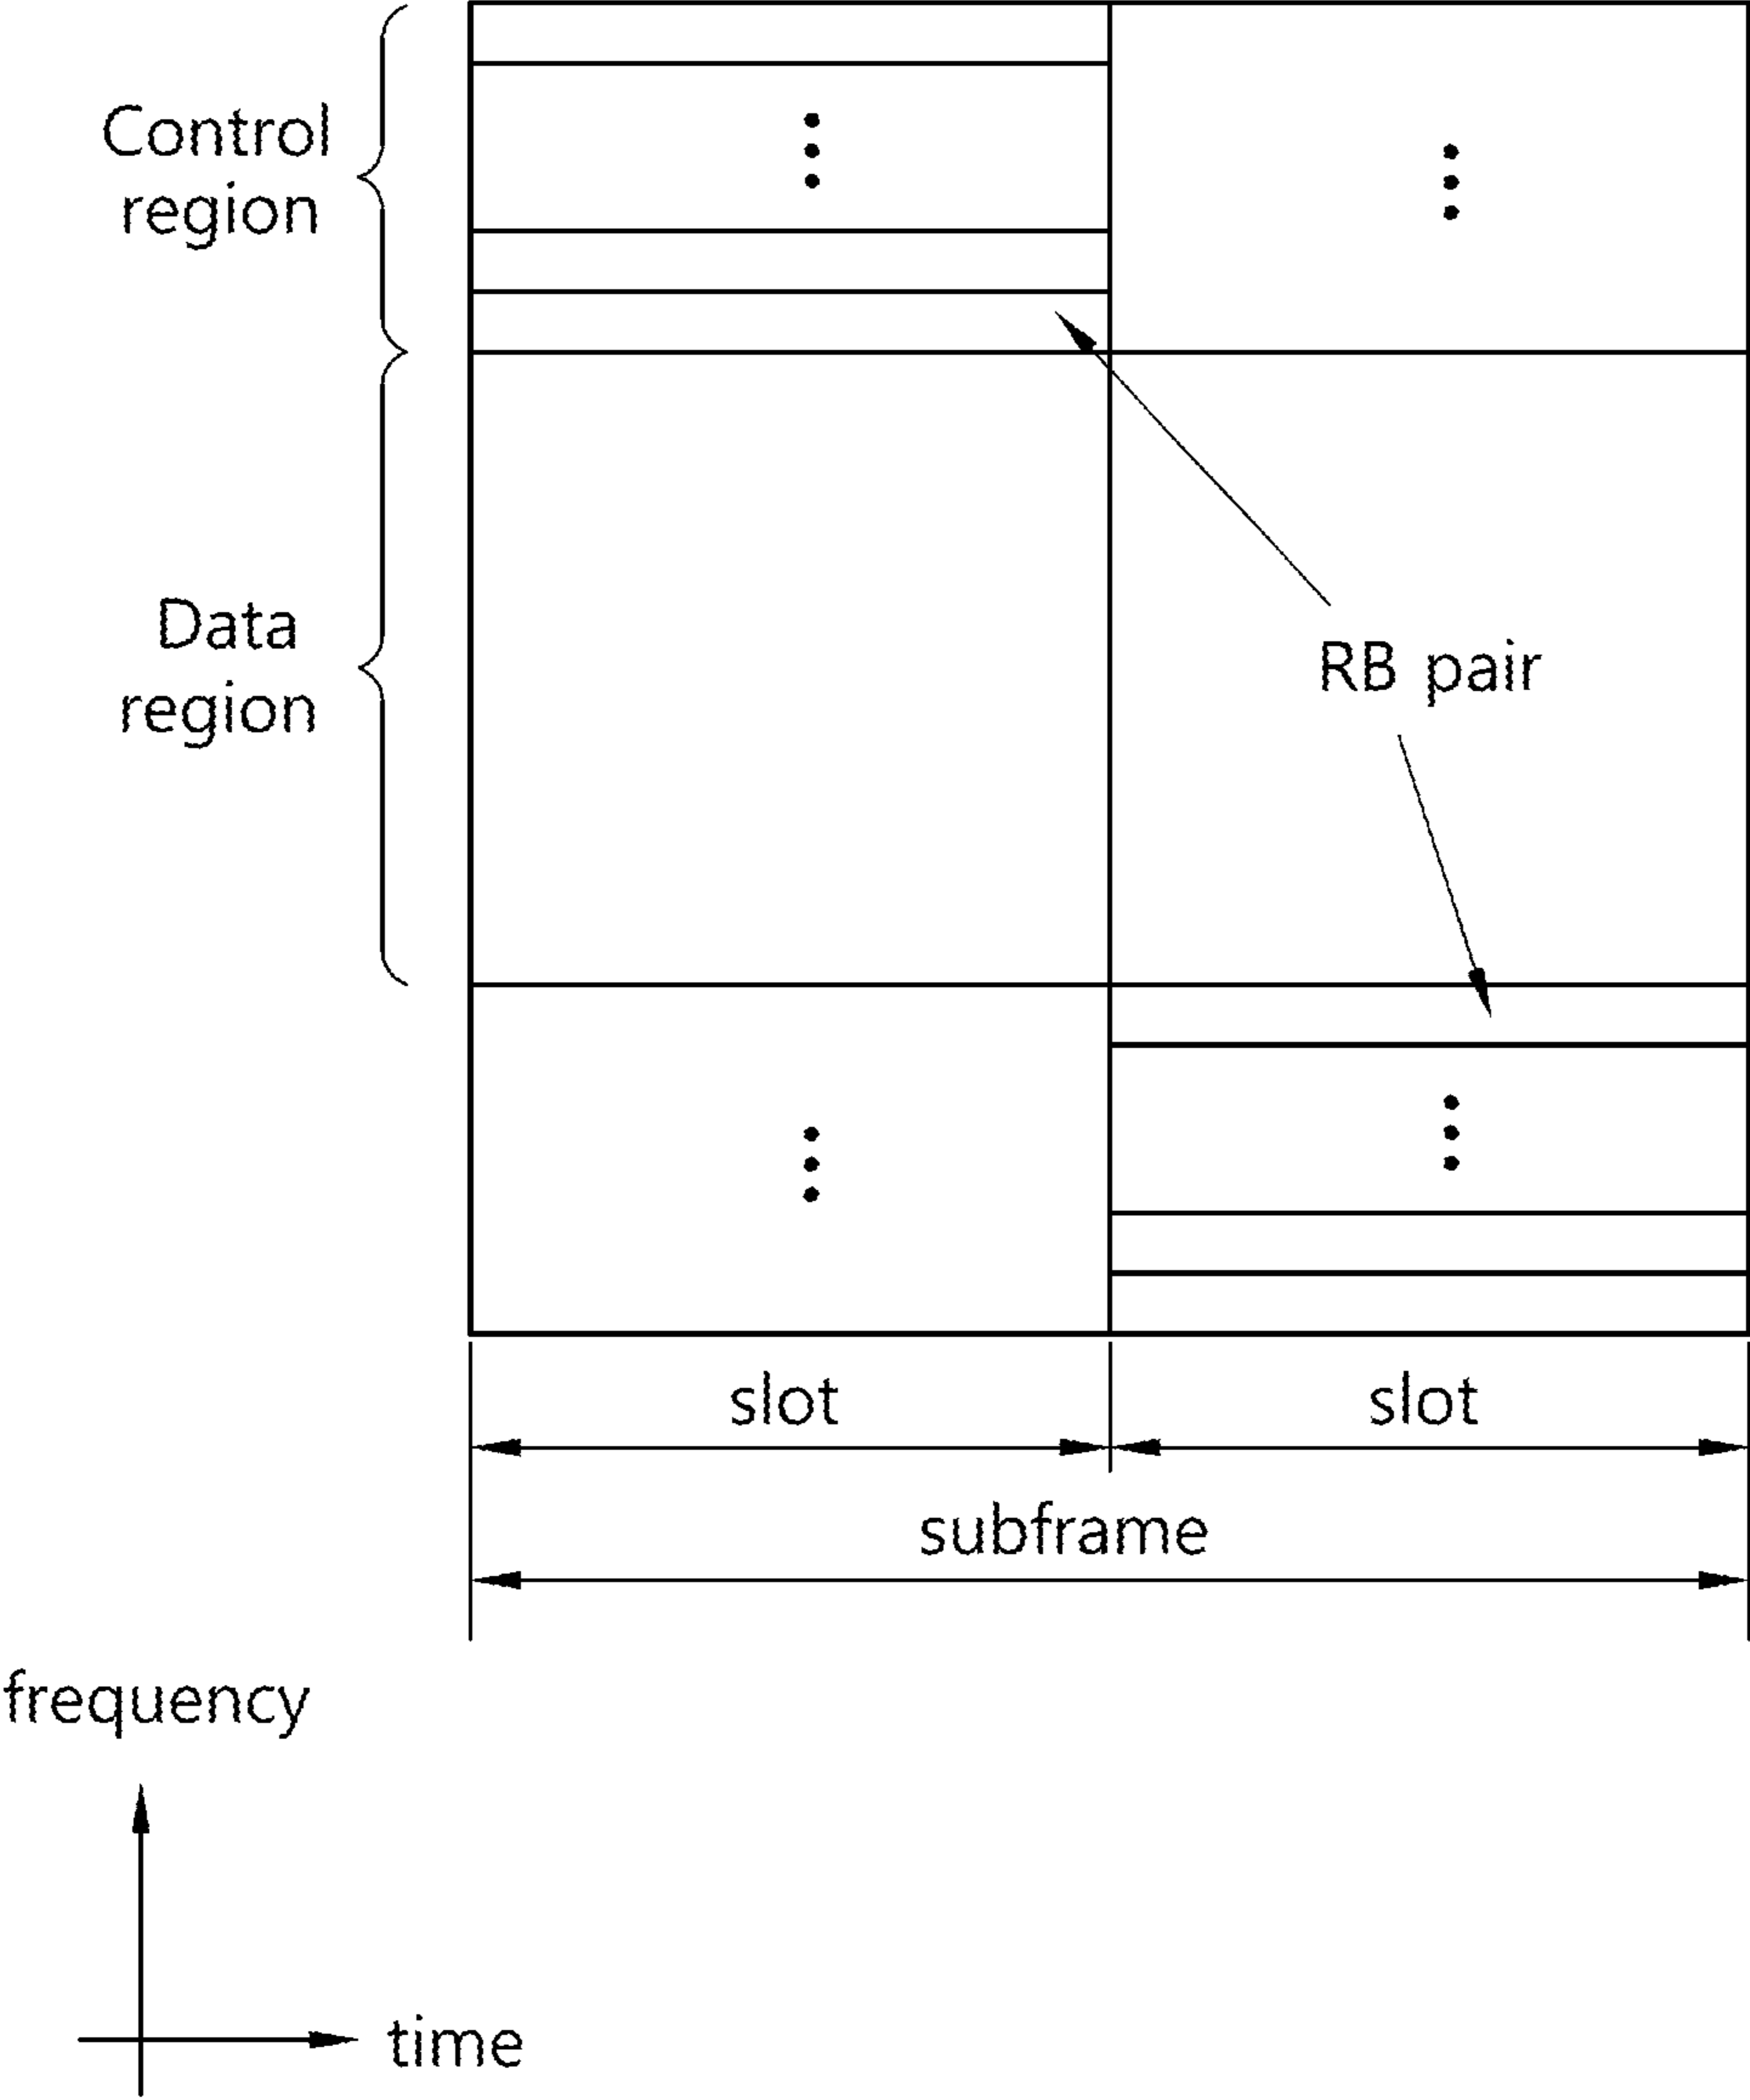 Control
region
Data
region
RB pair
slot
slot
subframe
frequency
time